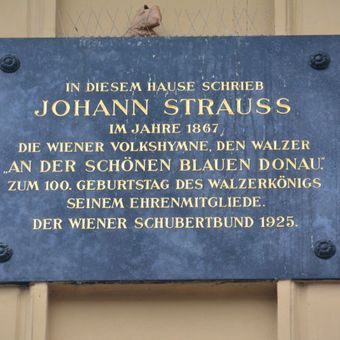 IN DIESEM HAUSE SCHRIEB
JOHANN STRAUSS
IM JAHRE 1867
DIE WIENER VOLKSHYMNE, DEN WALZER
„AN DER SCHÖNEN BLAUEN DONAU."
ZUM 100. GEBURTSTAG DES WALZERKÖNIGS
SEINEM EHRENMITGLIEDE.
DER WIENER SCHUBERTBUND 1925.